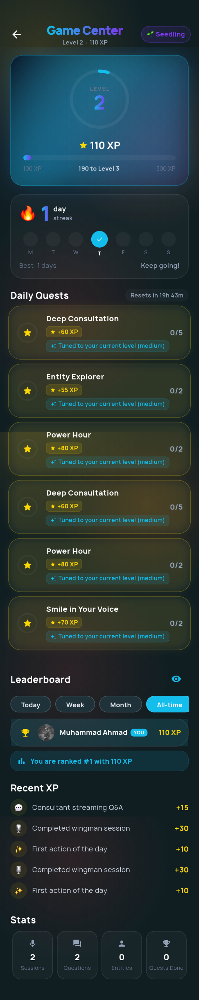 Game Center
Level 2 · 110 XP
🌱 Seedling
LEVEL
2
110 XP
100 XP 190 to Level 3 300 XP
1 day
streak
M T W T F S S
Best: 1 days Keep going!
Daily Quests Resets in 19h 43m
Deep Consultation
+60 XP
0/5
Tuned to your current level (medium)
Entity Explorer
+55 XP
0/2
Tuned to your current level (medium)
Power Hour
+80 XP
0/2
Tuned to your current level (medium)
Deep Consultation
+60 XP
0/5
Tuned to your current level (medium)
Power Hour
+80 XP
0/2
Tuned to your current level (medium)
Smile in Your Voice
+70 XP
0/2
Tuned to your current level (medium)
Leaderboard
Today Week Month All-time
Muhammad Ahmad YOU 110 XP
You are ranked #1 with 110 XP
Recent XP
Consultant streaming Q&A +15
Completed wingman session +30
First action of the day +10
Completed wingman session +30
First action of the day +10
Stats
2 2 0 0
Sessions Questions Entities Quests Done